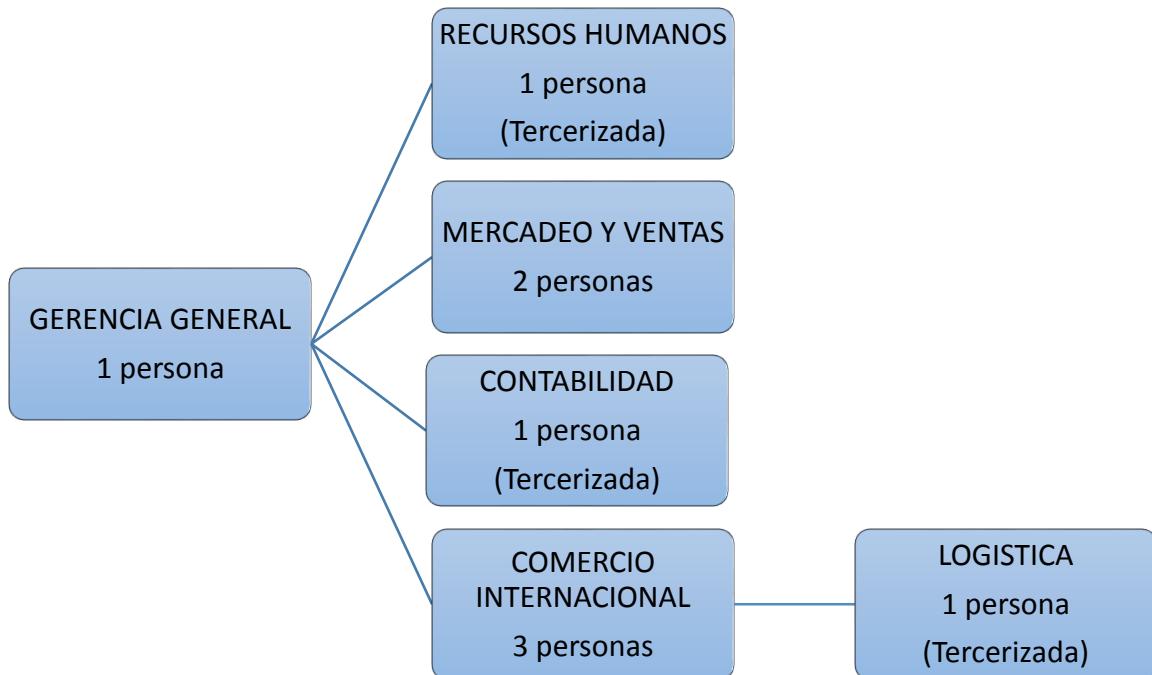 RECURSOS HUMANOS
1 persona
(Tercerizada)
MERCADEO Y VENTAS
2 personas
GERENCIA GENERAL
1 persona
CONTABILIDAD
1 persona
(Tercerizada)
COMERCIO
INTERNACIONAL
3 personas
LOGISTICA
1 persona
(Tercerizada)